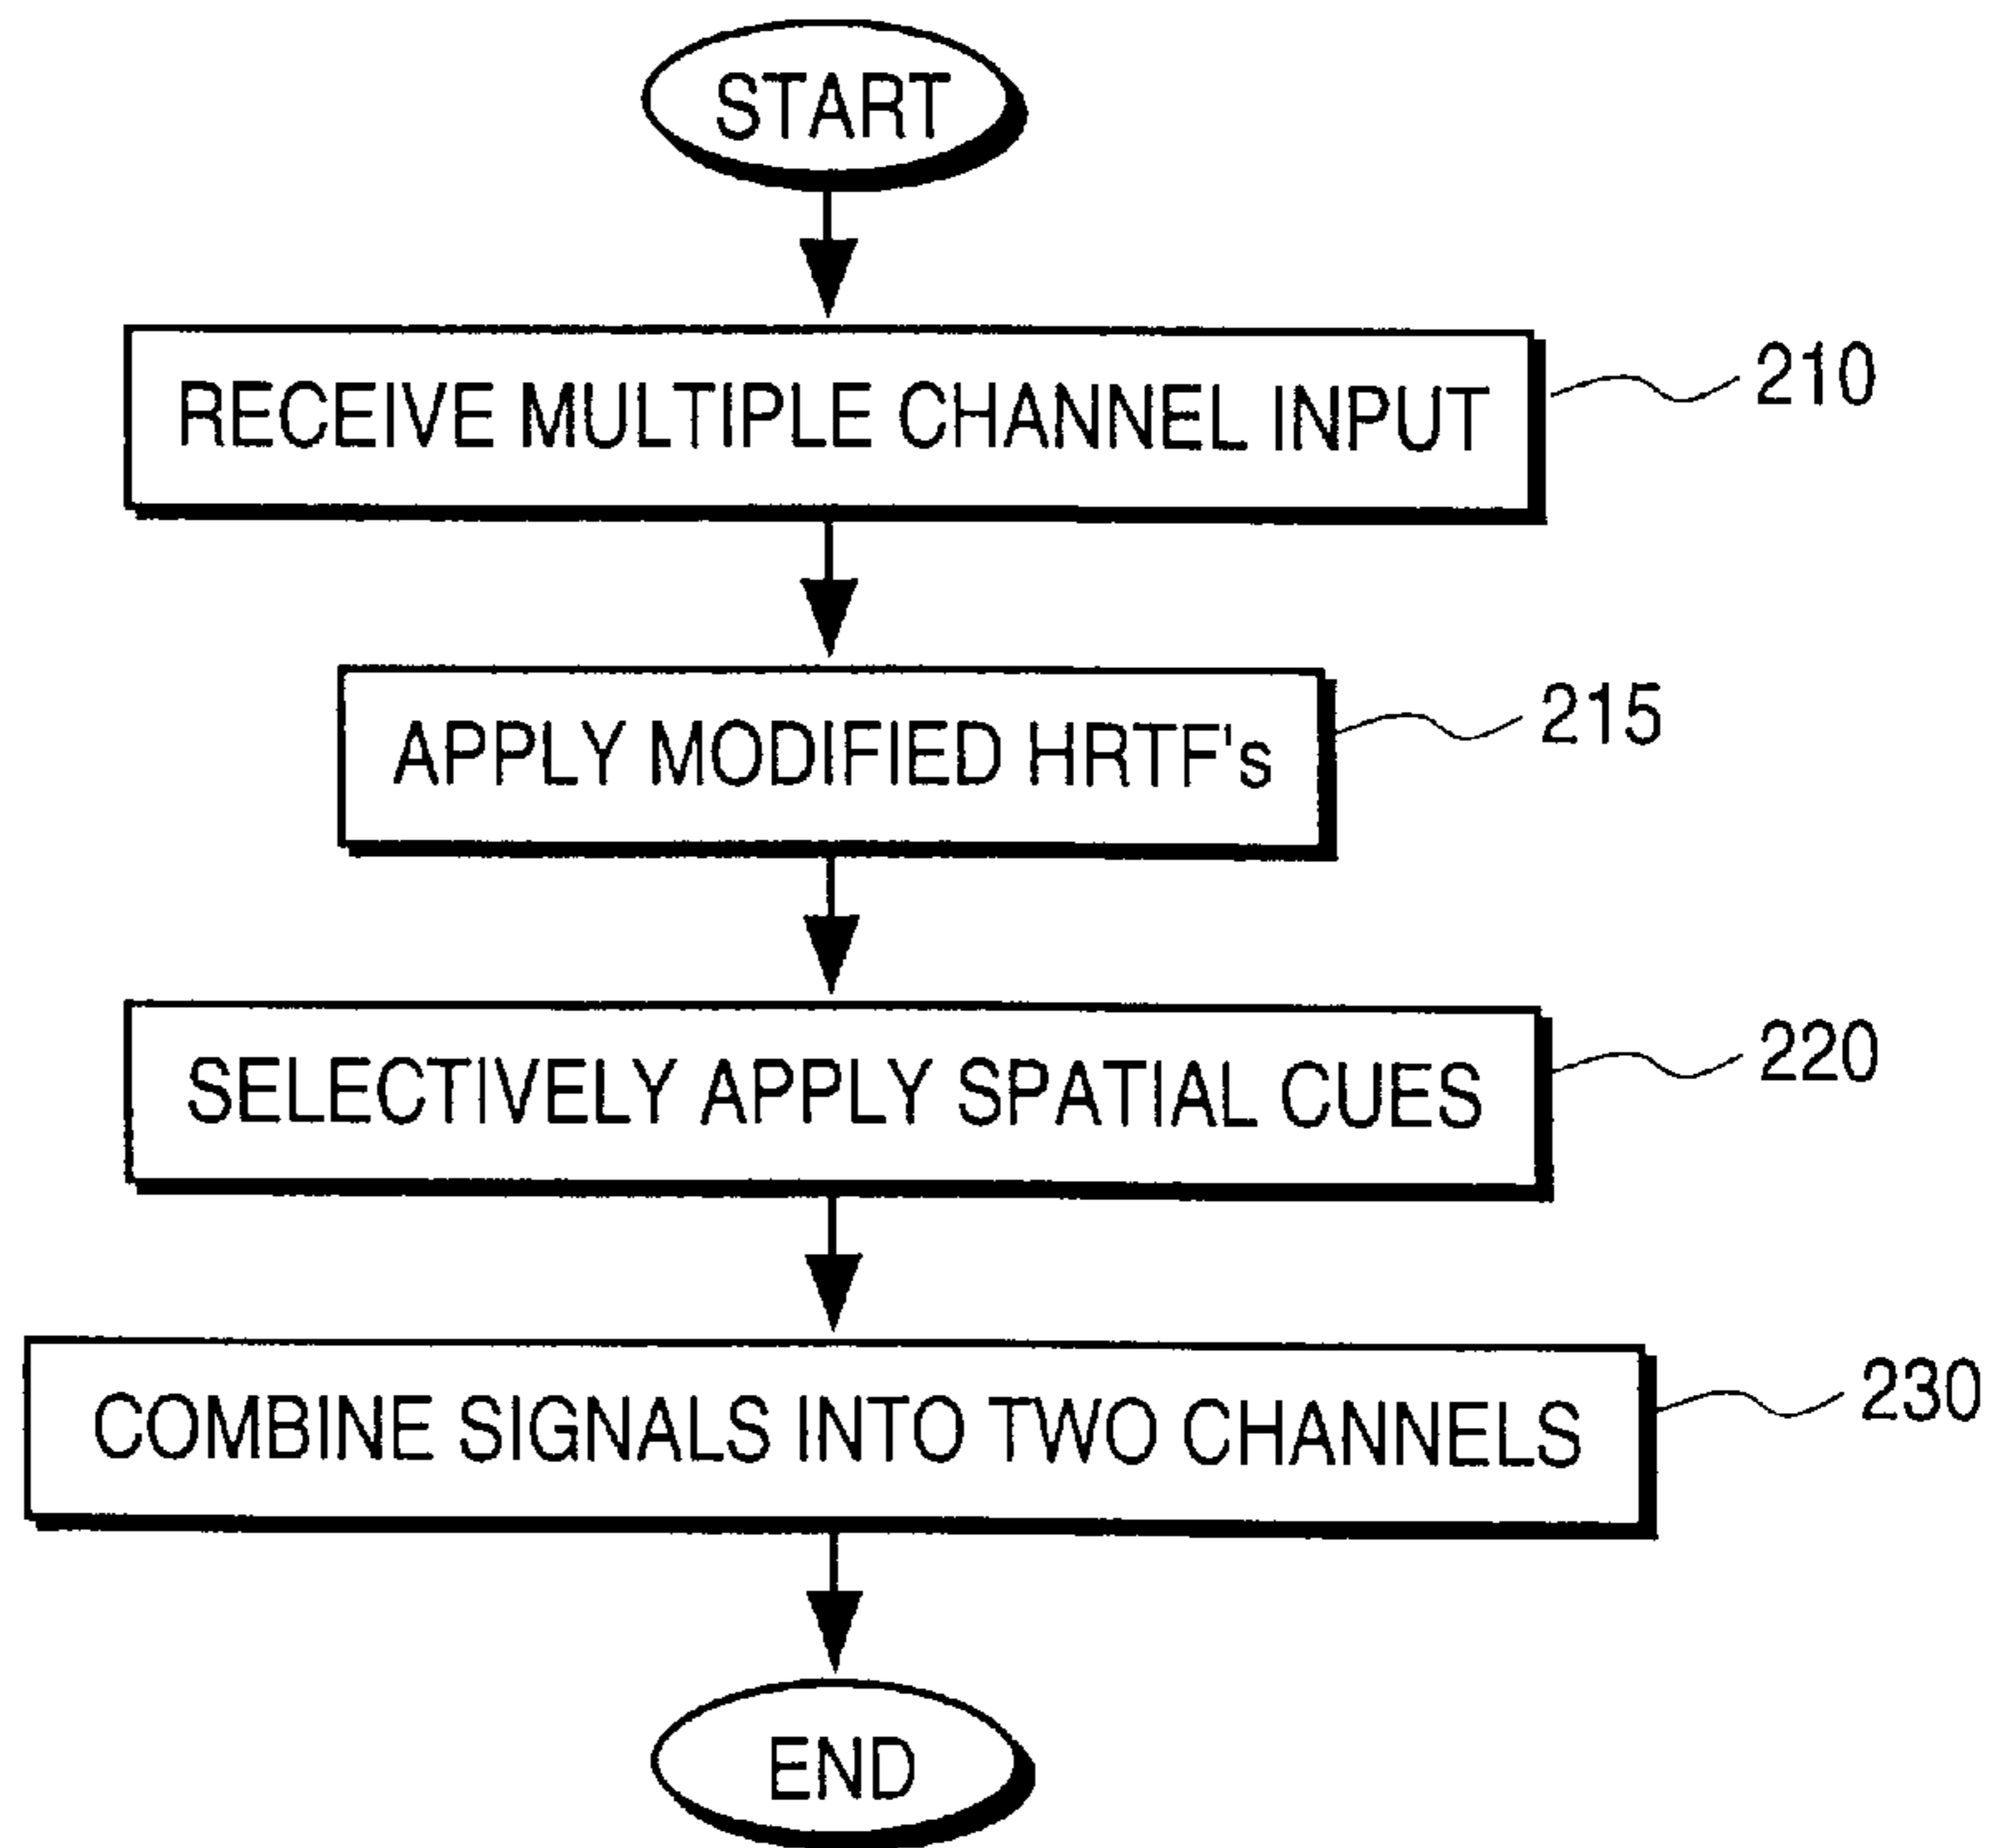 START
RECEIVE MULTIPLE CHANNEL INPUT
210
APPLY MODIFIED HRTF's
215
SELECTIVELY APPLY SPATIAL CUES
220
COMBINE SIGNALS INTO TWO CHANNELS
230
END